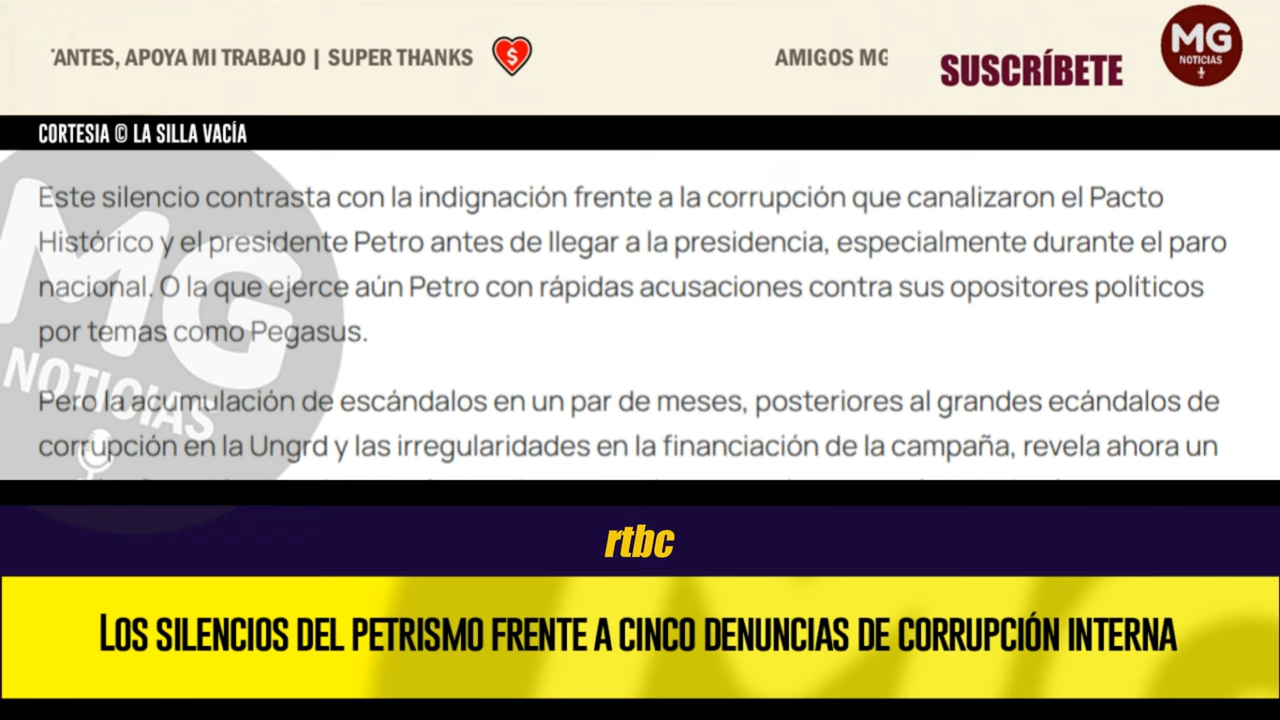 'ANTES, APOYA MI TRABAJO | SUPER THANKS
AMIGOS MG
SUSCRÍBETE
MG
NOTICIAS
CORTESIA © LA SILLA VACÍA
Este silencio contrasta con la indignación frente a la corrupción que canalizaron el Pacto
Histórico y el presidente Petro antes de llegar a la presidencia, especialmente durante el paro
nacional. O la que ejerce aún Petro con rápidas acusaciones contra sus opositores políticos
por temas como Pegasus.
Pero la acumulación de escándalos en un par de meses, posteriores al grandes ecándalos de
corrupción en la Ungrd y las irregularidades en la financiación de la campaña, revela ahora un
MG
NOTICIAS
rtbc
LOS SILENCIOS DEL PETRISMO FRENTE A CINCO DENUNCIAS DE CORRUPCIÓN INTERNA